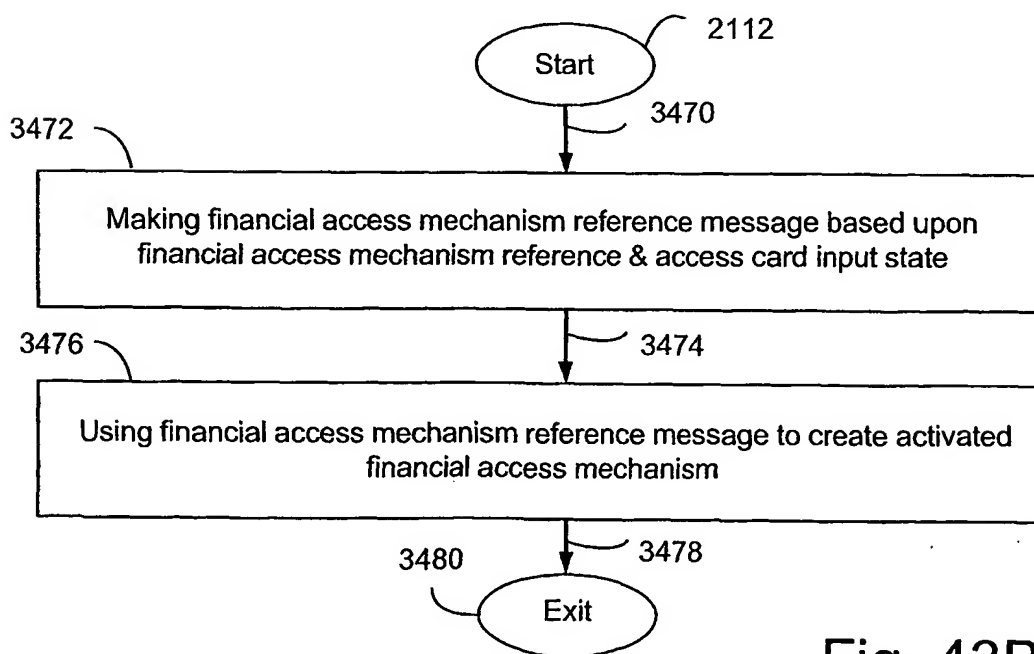 2112
Start
3470
3472
Making financial access mechanism reference message based upon
financial access mechanism reference & access card input state
3474
3476
Using financial access mechanism reference message to create activated
financial access mechanism
3478
3480
Exit